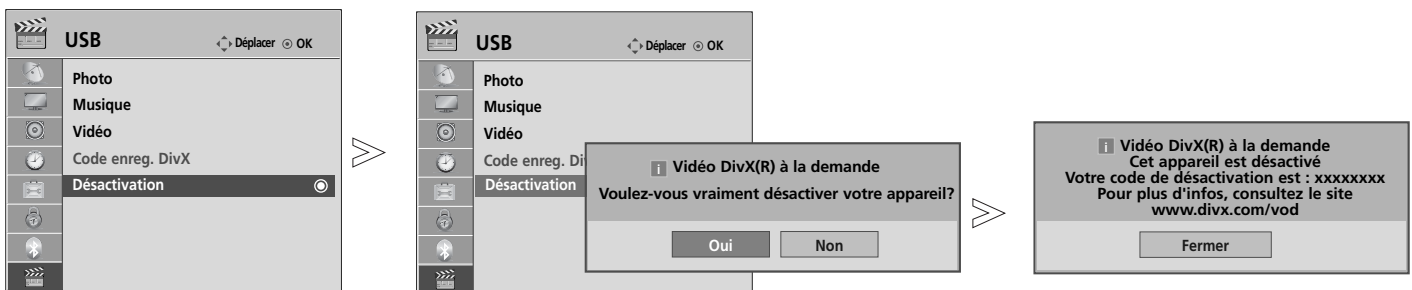 USB
Déplacer OK
Photo
Musique
Vidéo
Code enreg. DivX
Désactivation
USB
Déplacer OK
Photo
Musique
Vidéo
Code enreg. Di
Désactivation
Vidéo DivX(R) à la demande
Voulez-vous vraiment désactiver votre appareil?
Oui Non
Vidéo DivX(R) à la demande
Cet appareil est désactivé
Votre code de désactivation est : xxxxxxxx
Pour plus d'infos, consultez le site
www.divx.com/vod
Fermer